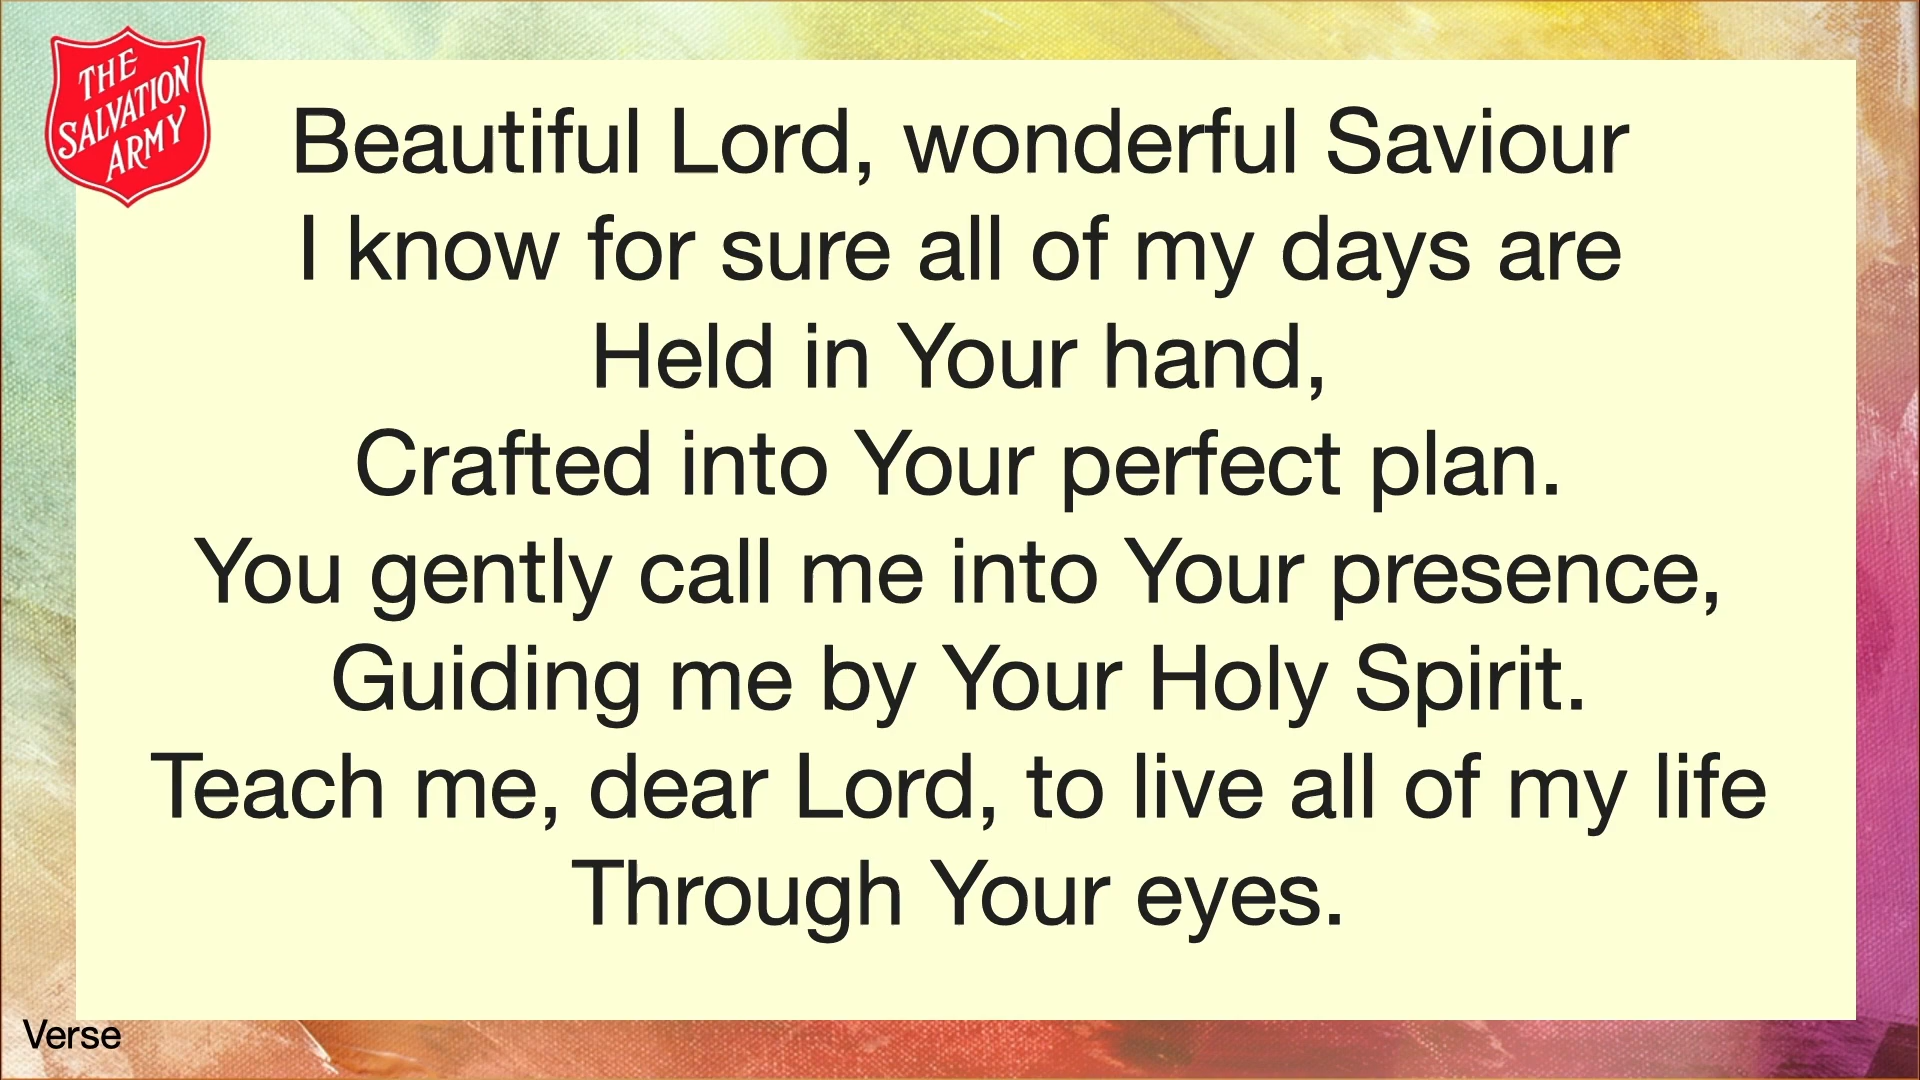 THE
SALVATION
ARMY
Beautiful Lord, wonderful Saviour
I know for sure all of my days are
Held in Your hand,
Crafted into Your perfect plan.
You gently call me into Your presence,
Guiding me by Your Holy Spirit.
Teach me, dear Lord, to live all of my life
Through Your eyes.
Verse